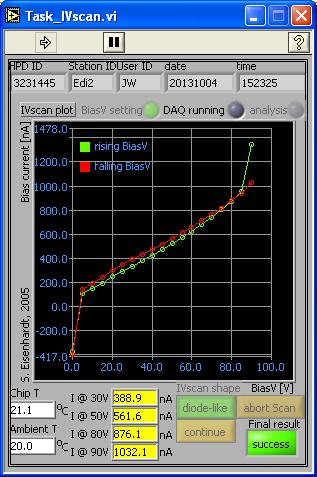 Task_IVscan.vi
HPD ID Station ID User ID date time
3231445 Edi2 JW 20131004 152325
IVscan plot BiasV setting DAQ running analysis
Bias current [nA]
S. Eisenhardt, 2005
1478.0
1200.0
1000.0
800.0
600.0
400.0
200.0
0.0
-200.0
-417.0
rising BiasV
falling BiasV
0.0 20.0 40.0 60.0 80.0 100.0
IVscan shape BiasV [V]
Chip T
21.1 °C
Ambient T
20.0 °C
I @ 30V 388.9 nA
I @ 50V 561.6 nA
I @ 80V 876.1 nA
I @ 90V 1032.1 nA
diode-like abort Scan
continue
Final result
success